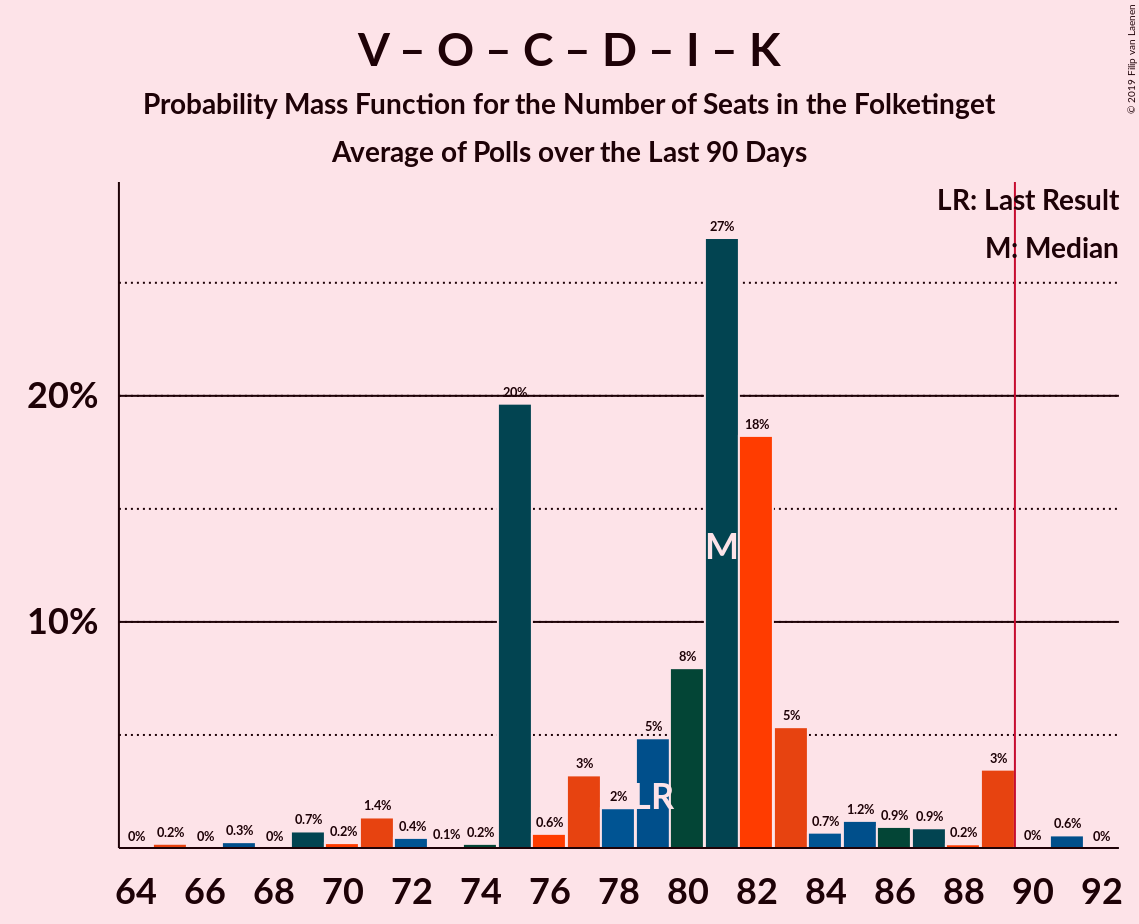 V – O – C – D – I – K
Probability Mass Function for the Number of Seats in the Folketinget
Average of Polls over the Last 90 Days
© 2019 Filip van Laenen
LR: Last Result
M: Median
20%
10%
0% 0.2% 0% 0.3% 0% 0.7% 0.2% 1.4% 0.4% 0.1% 0.2% 20% 0.6% 3% 2% 5% 8% 27% 18% 5% 0.7% 1.2% 0.9% 0.9% 0.2% 3% 0% 0.6% 0%
M
LR
64 66 68 70 72 74 76 78 80 82 84 86 88 90 92